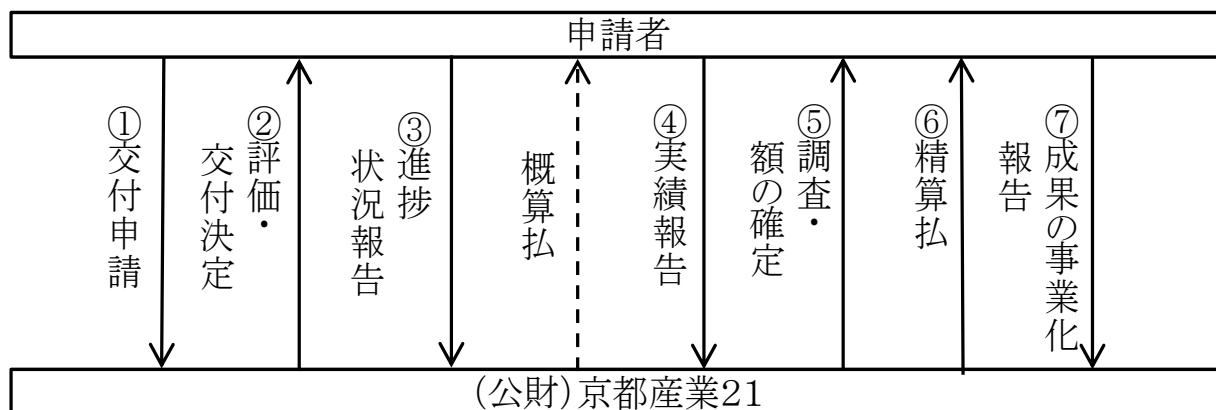 申請者
①交付申請
②評価・
交付決定
③進捗
状況報告
概算払
④実績報告
⑤調査・
額の確定
⑥精算払
⑦成果の事業化
報告
(公財)京都産業21